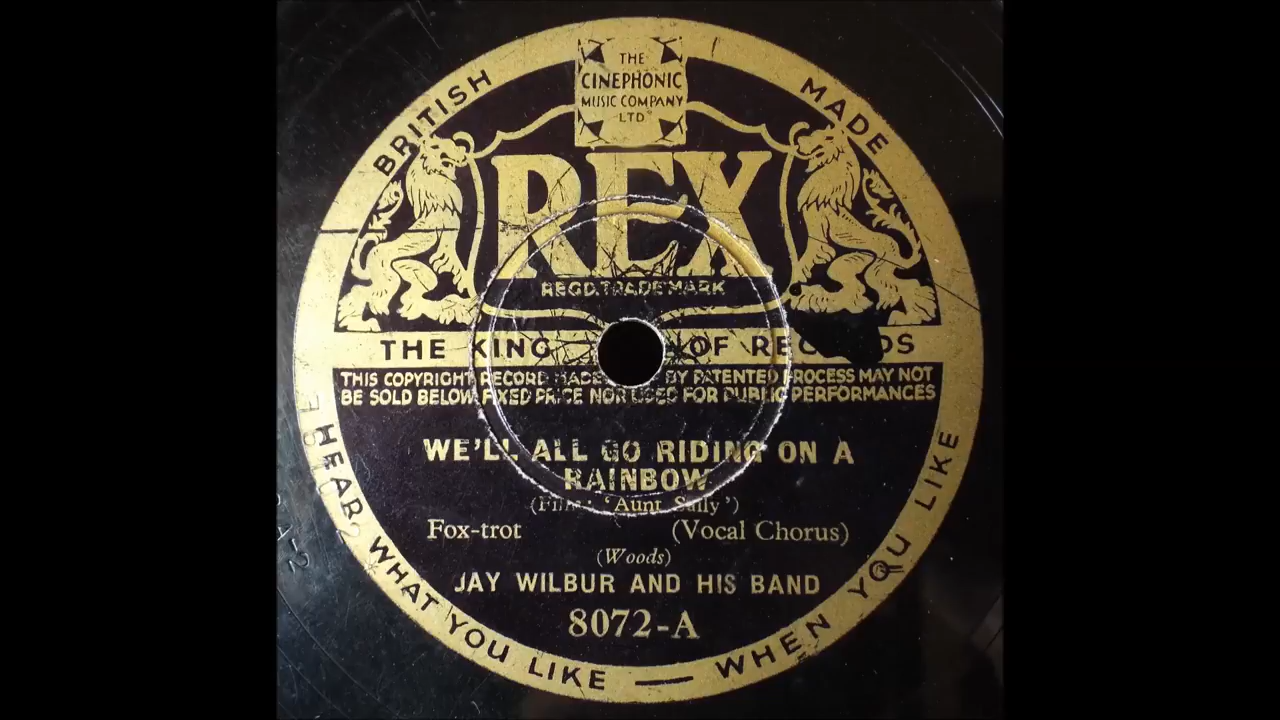 THE
CINEPHONIC
MUSIC COMPANY
LTD
BRITISH MADE
REX
REGD. TRADE MARK
THE KING OF RECORDS
THIS COPYRIGHT RECORD MADE BY PATENTED PROCESS MAY NOT
BE SOLD BELOW FIXED PRICE NOR USED FOR PUBLIC PERFORMANCES
WE'LL ALL GO RIDING ON A
RAINBOW
(Film: 'Aunt Sally')
Fox-trot (Vocal Chorus)
(Woods)
JAY WILBUR AND HIS BAND
8072-A
HEAR WHAT YOU LIKE — WHEN YOU LIKE